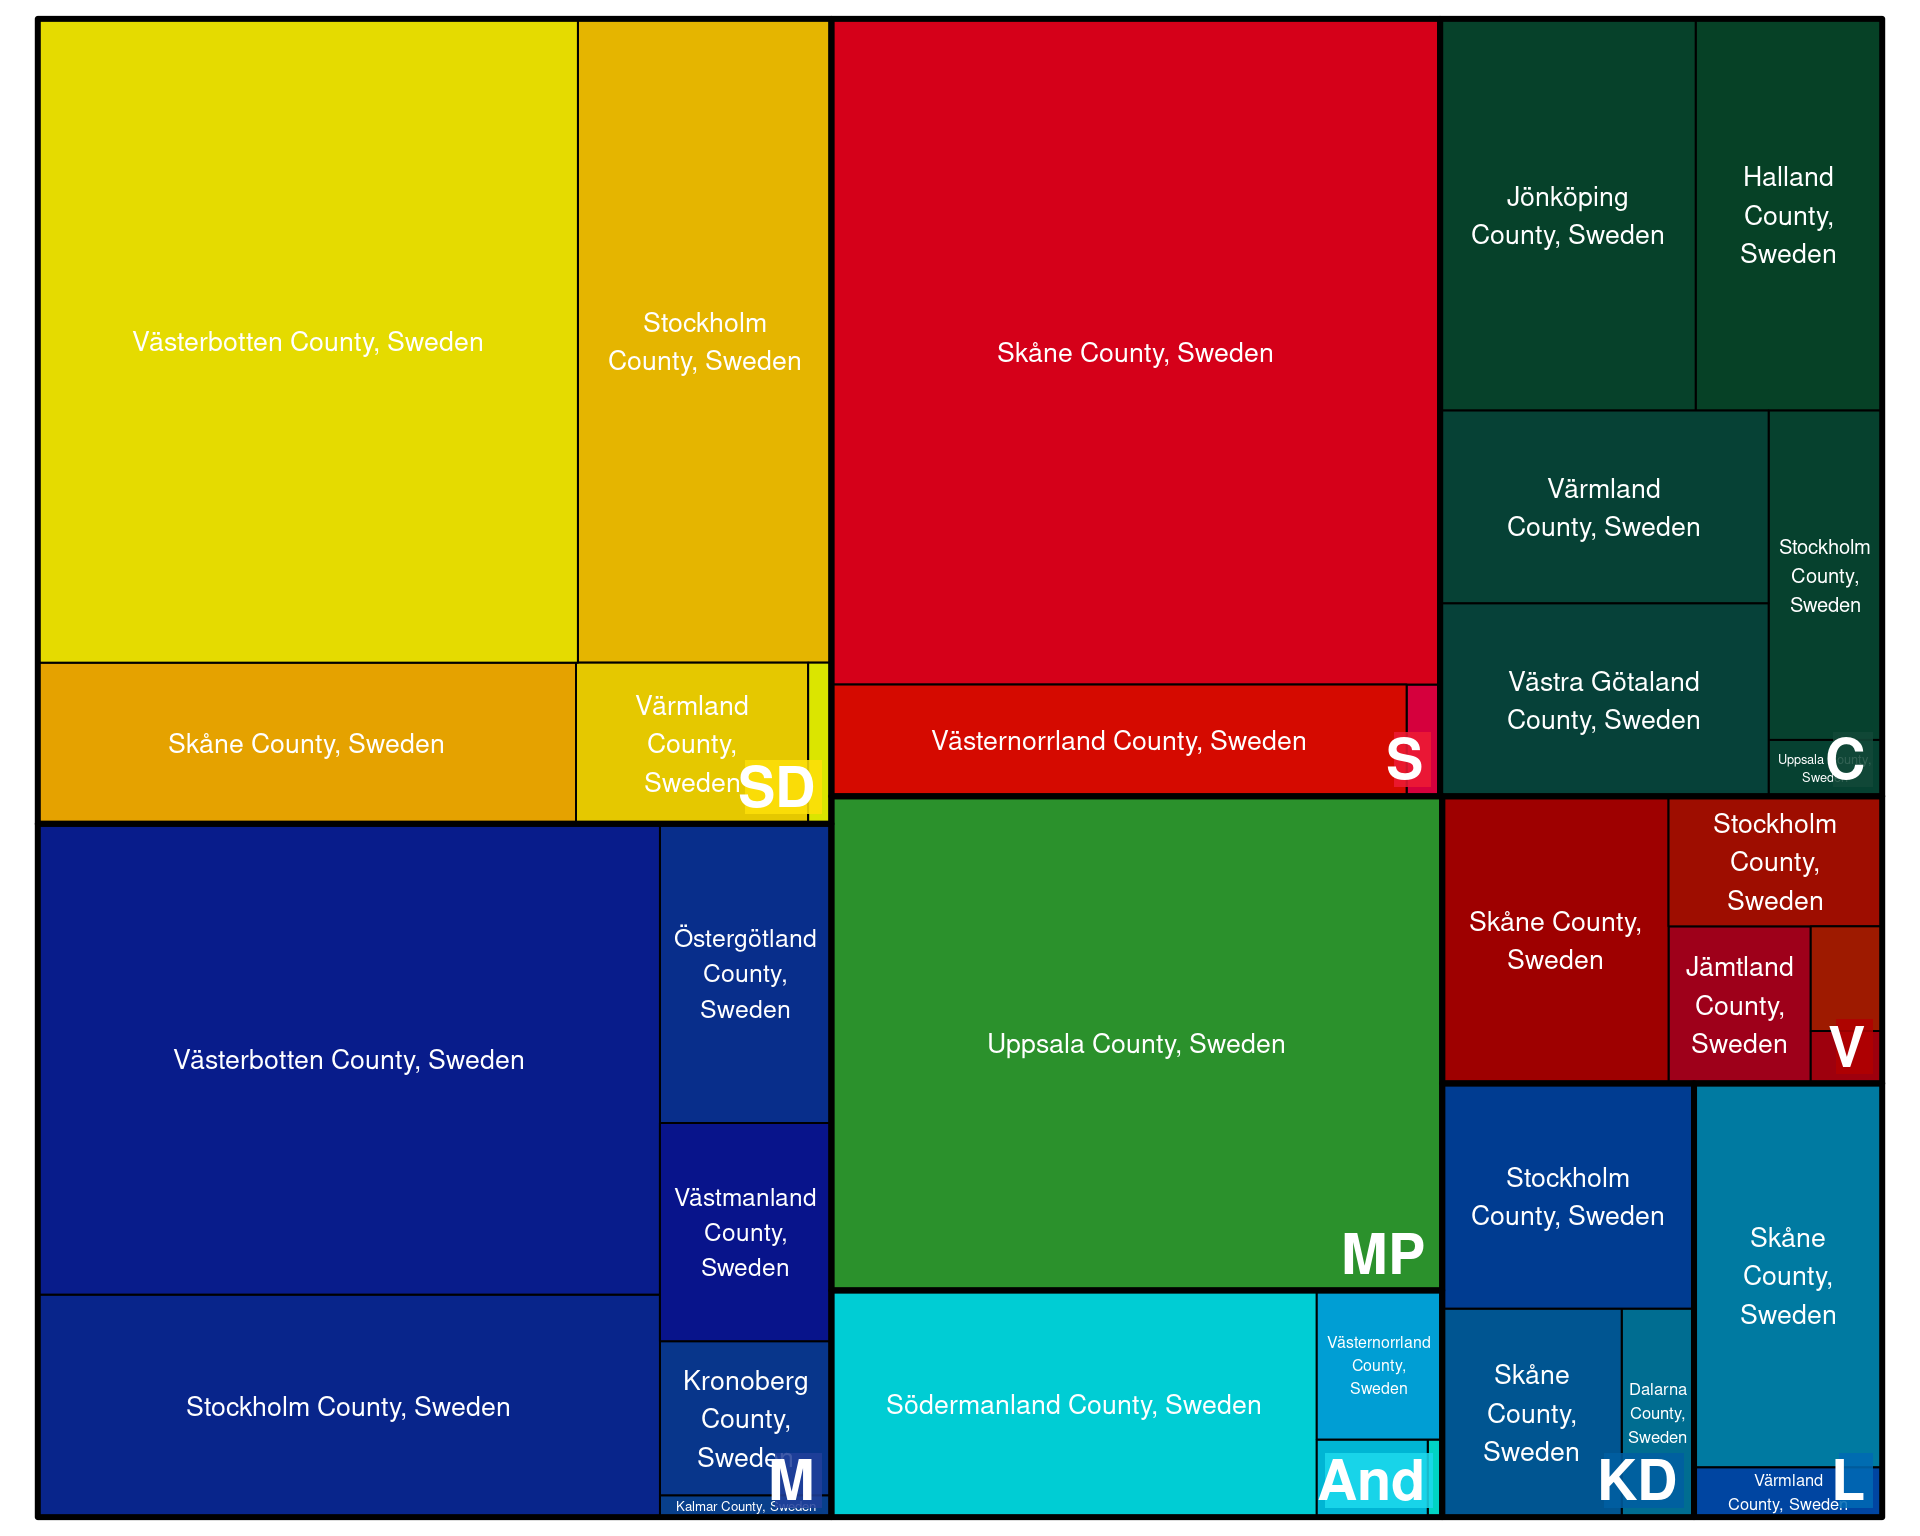 Västerbotten County, Sweden
Stockholm
County, Sweden
Skåne County, Sweden
Värmland
County,
Sweden
SD
Västerbotten County, Sweden
Östergötland
County,
Sweden
Västmanland
County,
Sweden
Stockholm County, Sweden
Kronoberg
County,
Sweden
Kalmar County, Sweden
M
Skåne County, Sweden
Västernorrland County, Sweden
S
Uppsala County, Sweden
MP
Södermanland County, Sweden
Västernorrland
County,
Sweden
And
Jönköping
County, Sweden
Halland
County,
Sweden
Värmland
County, Sweden
Stockholm
County,
Sweden
Västra Götaland
County, Sweden
Uppsala County,
Sweden
C
Skåne County,
Sweden
Stockholm
County,
Sweden
Jämtland
County,
Sweden
V
Stockholm
County, Sweden
Skåne
County,
Sweden
Dalarna
County,
Sweden
KD
Skåne
County,
Sweden
Värmland
County, Sweden
L